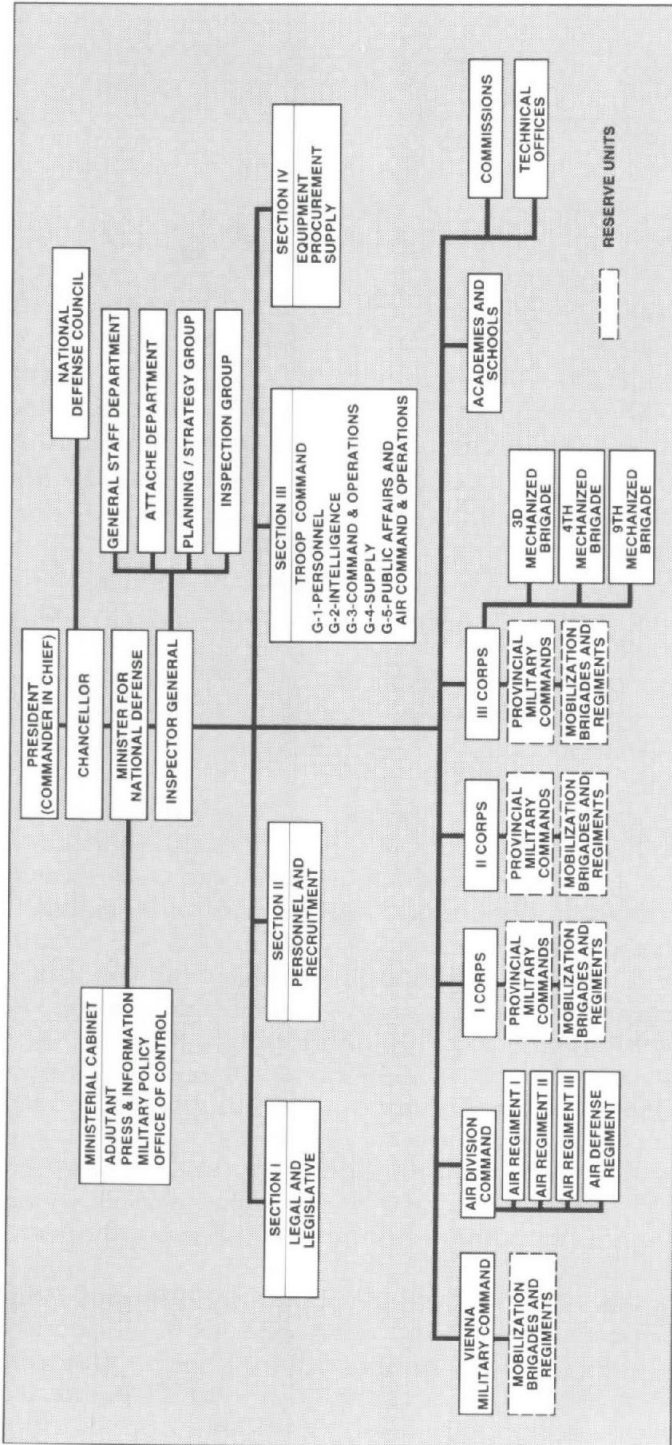 PRESIDENT
(COMMANDER IN CHIEF)
CHANCELLOR
NATIONAL
DEFENSE COUNCIL
MINISTER FOR
NATIONAL DEFENSE
INSPECTOR GENERAL
MINISTERIAL CABINET
ADJUTANT
PRESS & INFORMATION
MILITARY POLICY
OFFICE OF CONTROL
GENERAL STAFF DEPARTMENT
ATTACHE DEPARTMENT
PLANNING / STRATEGY GROUP
INSPECTION GROUP
SECTION I
LEGAL AND
LEGISLATIVE
SECTION II
PERSONNEL AND
RECRUITMENT
SECTION III
TROOP COMMAND
G-1-PERSONNEL
G-2-INTELLIGENCE
G-3-COMMAND & OPERATIONS
G-4-SUPPLY
G-5-PUBLIC AFFAIRS AND
AIR COMMAND & OPERATIONS
SECTION IV
EQUIPMENT
PROCUREMENT
SUPPLY
VIENNA
MILITARY COMMAND
MOBILIZATION
BRIGADES AND
REGIMENTS
AIR DIVISION
COMMAND
AIR REGIMENT I
AIR REGIMENT II
AIR REGIMENT III
AIR DEFENSE
REGIMENT
I CORPS
PROVINCIAL
MILITARY
COMMANDS
MOBILIZATION
BRIGADES AND
REGIMENTS
II CORPS
PROVINCIAL
MILITARY
COMMANDS
MOBILIZATION
BRIGADES AND
REGIMENTS
III CORPS
PROVINCIAL
MILITARY
COMMANDS
MOBILIZATION
BRIGADES AND
REGIMENTS
3D
MECHANIZED
BRIGADE
4TH
MECHANIZED
BRIGADE
9TH
MECHANIZED
BRIGADE
ACADEMIES AND
SCHOOLS
COMMISSIONS
TECHNICAL
OFFICES
RESERVE UNITS